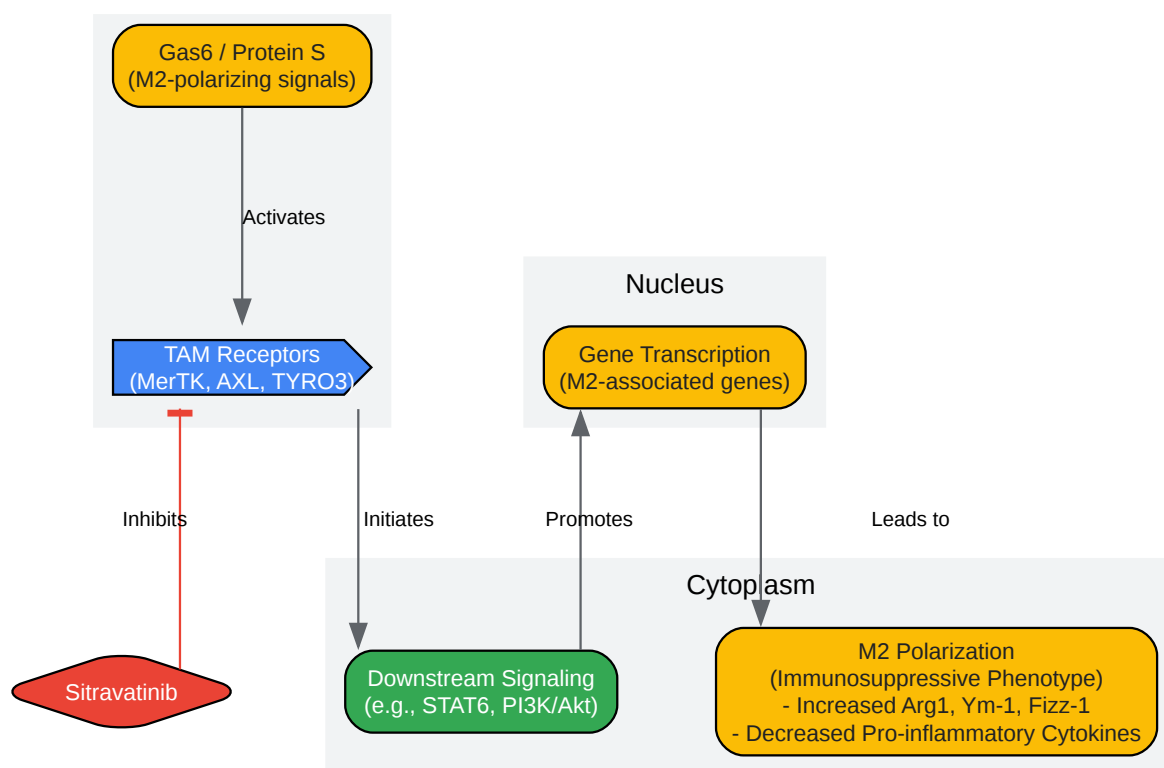 Gas6 / Protein S
(M2-polarizing signals)
Activates
TAM Receptors
(MerTK, AXL, TYRO3)
Nucleus
Gene Transcription
(M2-associated genes)
Inhibits
Initiates
Promotes
Leads to
Cytoplasm
Sitravatinib
Downstream Signaling
(e.g., STAT6, PI3K/Akt)
M2 Polarization
(Immunosuppressive Phenotype)
- Increased Arg1, Ym-1, Fizz-1
- Decreased Pro-inflammatory Cytokines